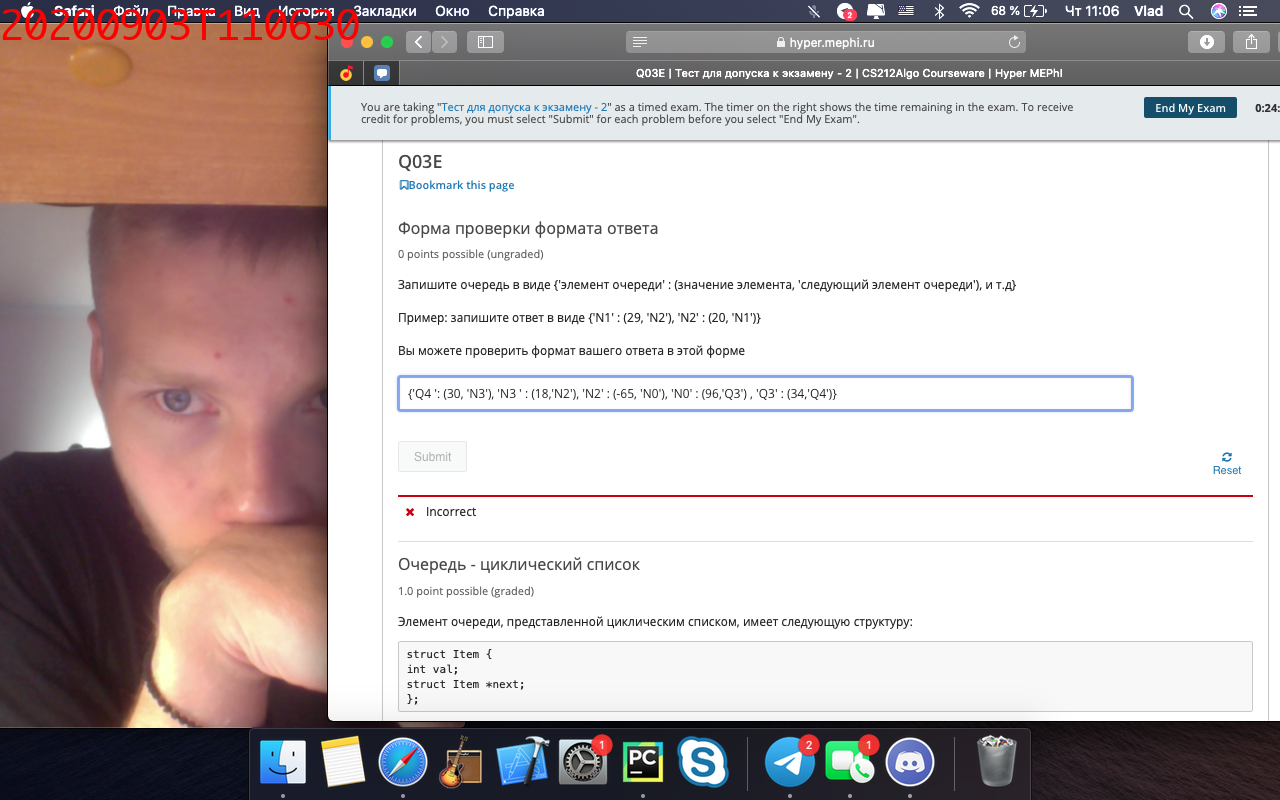 Safari Файл Правка Вид История Закладки Окно Справка 2 68 % Чт 11:06 Vlad
20200903T110630
hyper.mephi.ru
Q03E | Тест для допуска к экзамену - 2 | CS212Algo Courseware | Hyper MEPhI
You are taking "Тест для допуска к экзамену - 2" as a timed exam. The timer on the right shows the time remaining in the exam. To receive
credit for problems, you must select "Submit" for each problem before you select "End My Exam".
End My Exam 0:24:
Q03E
Bookmark this page
Форма проверки формата ответа
0 points possible (ungraded)
Запишите очередь в виде {'элемент очереди' : (значение элемента, 'следующий элемент очереди'), и т.д}
Пример: запишите ответ в виде {'N1' : (29, 'N2'), 'N2' : (20, 'N1')}
Вы можете проверить формат вашего ответа в этой форме
{'Q4 ': (30, 'N3'), 'N3 ' : (18,'N2'), 'N2' : (-65, 'N0'), 'N0' : (96,'Q3') , 'Q3' : (34,'Q4')}
Submit
Reset
Incorrect
Очередь - циклический список
1.0 point possible (graded)
Элемент очереди, представленной циклическим списком, имеет следующую структуру:
struct Item {
int val;
struct Item *next;
};
1 PC 2 1